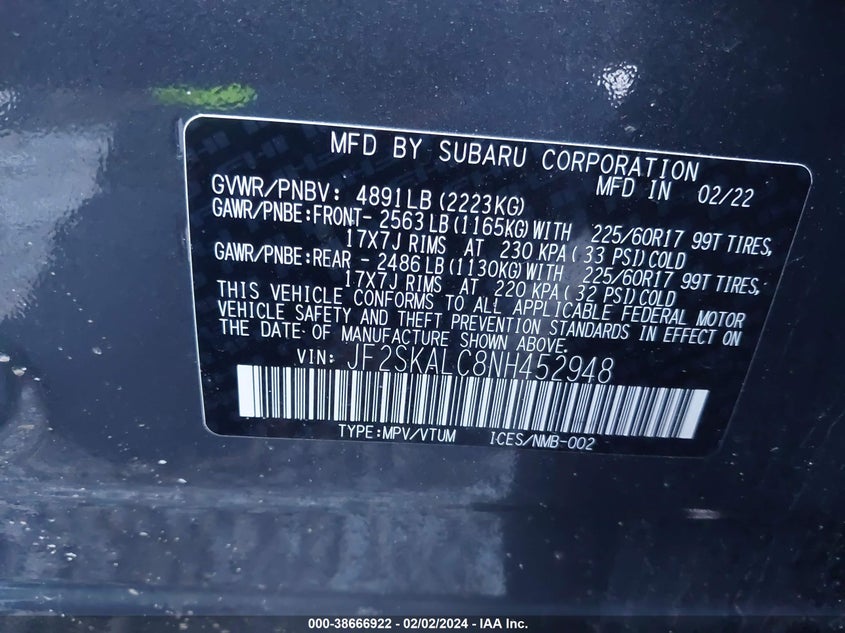 MFD BY SUBARU CORPORATION
GVWR/PNBV: 4891LB (2223KG) MFD IN 02/22
GAWR/PNBE:FRONT- 2563LB (1165KG) WITH 225/60R17 99T TIRES,
17X7J RIMS AT 230 KPA( 33 PSI) COLD
GAWR/PNBE:REAR - 2486LB (1130KG) WITH 225/60R17 99T TIRES,
17X7J RIMS AT 220 KPA( 32 PSI) COLD
THIS VEHICLE CONFORMS TO ALL APPLICABLE FEDERAL MOTOR
VEHICLE SAFETY AND THEFT PREVENTION STANDARDS IN EFFECT ON
THE DATE OF MANUFACTURE SHOWN ABOVE.
VIN: JF2SKALC8NH452948
TYPE:MPV/VTUM ICES/NMB-002
000-38666922 - 02/02/2024 - IAA Inc.